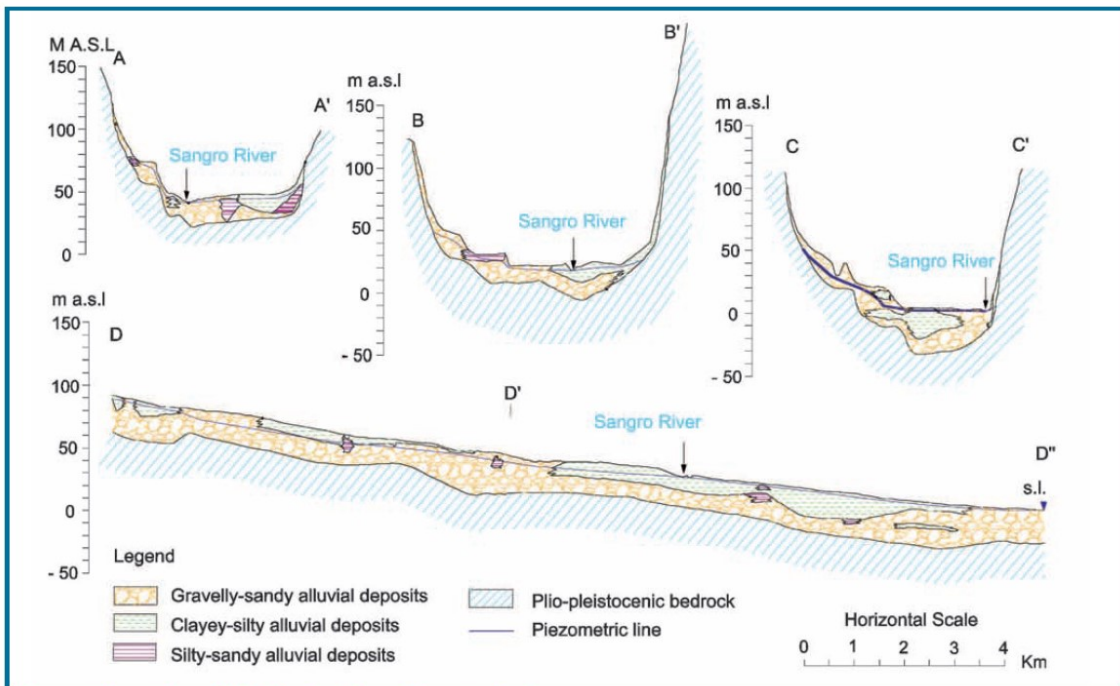 M A.S.L
A
150
100
50
0
A'
Sangro River
m a.s.l
B
B'
150
100
50
0
- 50
Sangro River
m a.s.l
C
C'
150
100
50
0
- 50
Sangro River
m a.s.l
D
D'
D"
150
100
50
0
- 50
Sangro River
s.l.
Legend
Gravelly-sandy alluvial deposits
Clayey-silty alluvial deposits
Silty-sandy alluvial deposits
Plio-pleistocenic bedrock
Piezometric line
Horizontal Scale
0 1 2 3 4
Km